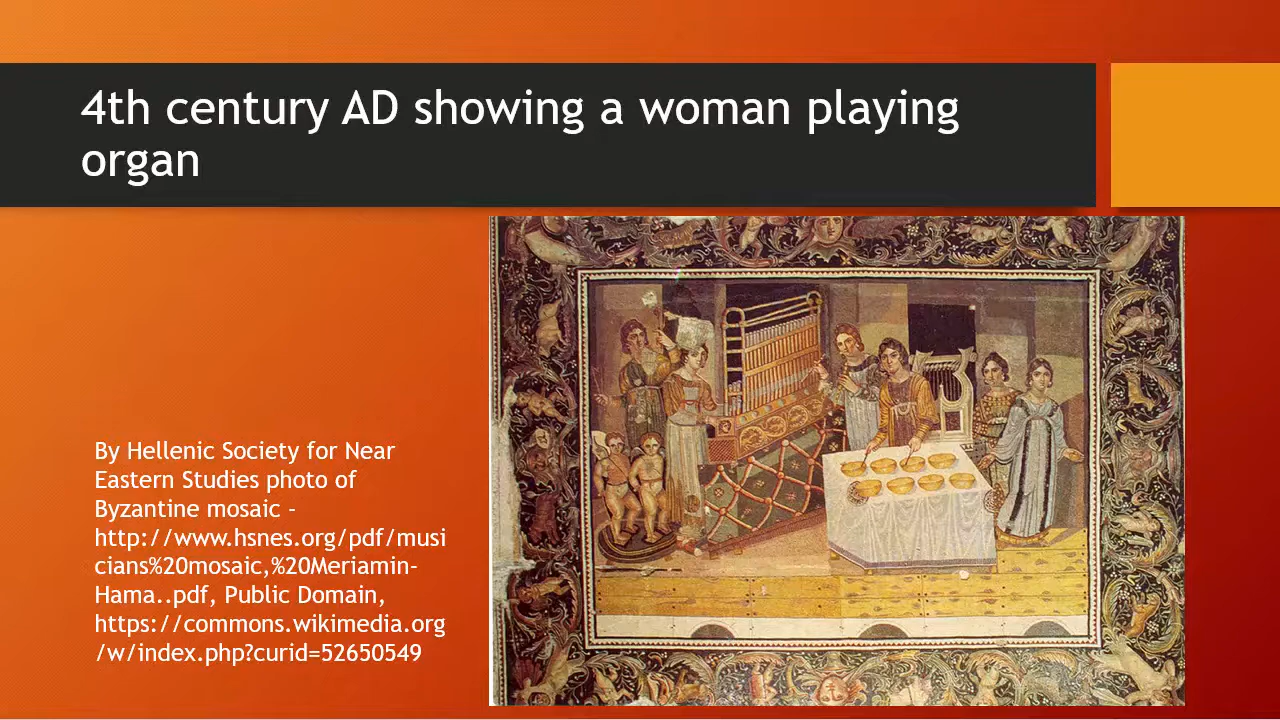 4th century AD showing a woman playing
organ
By Hellenic Society for Near
Eastern Studies photo of
Byzantine mosaic -
http://www.hsnes.org/pdf/musi
cians%20mosaic,%20Meriamin-
Hama..pdf, Public Domain,
https://commons.wikimedia.org
/w/index.php?curid=52650549